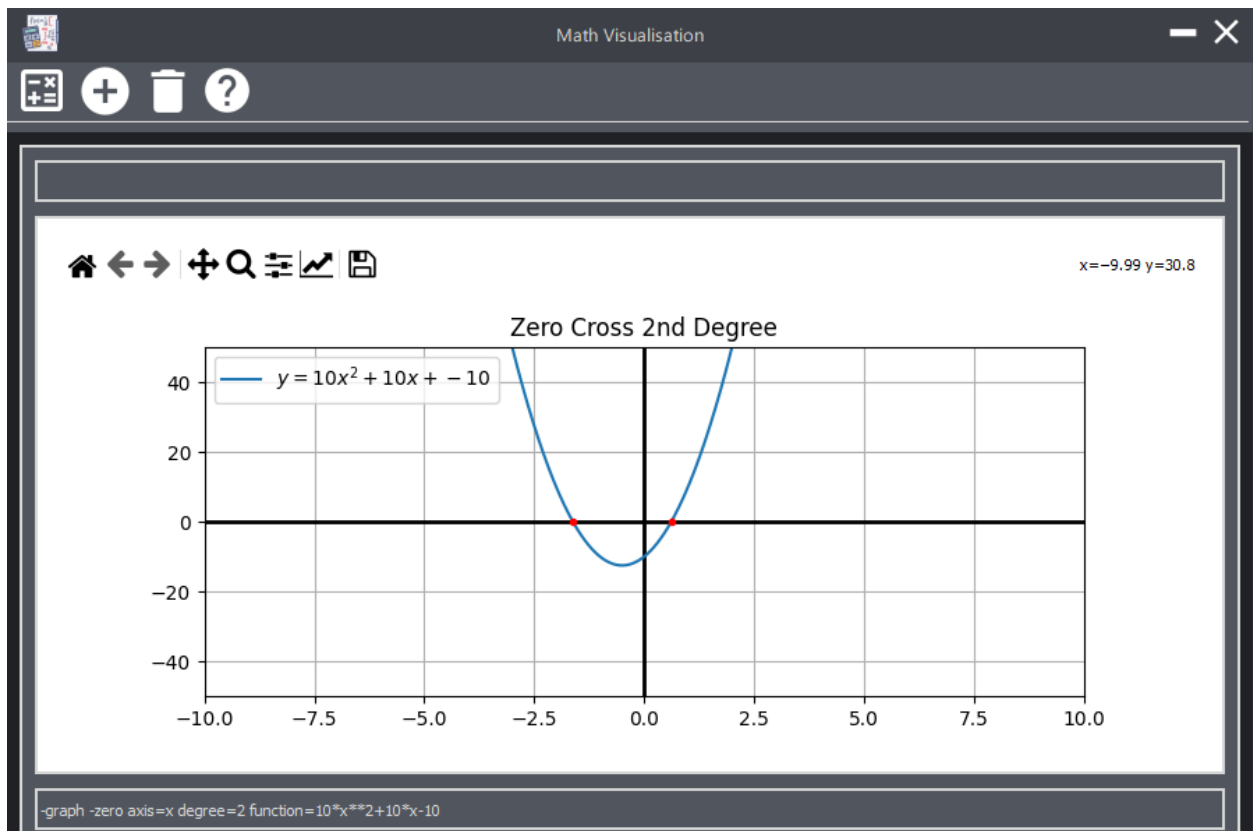 Math Visualisation
x=−9.99 y=30.8
Zero Cross 2nd Degree
y = 10x² + 10x + − 10
40
20
0
−20
−40
−10.0 −7.5 −5.0 −2.5 0.0 2.5 5.0 7.5 10.0
-graph -zero axis=x degree=2 function=10*x**2+10*x-10